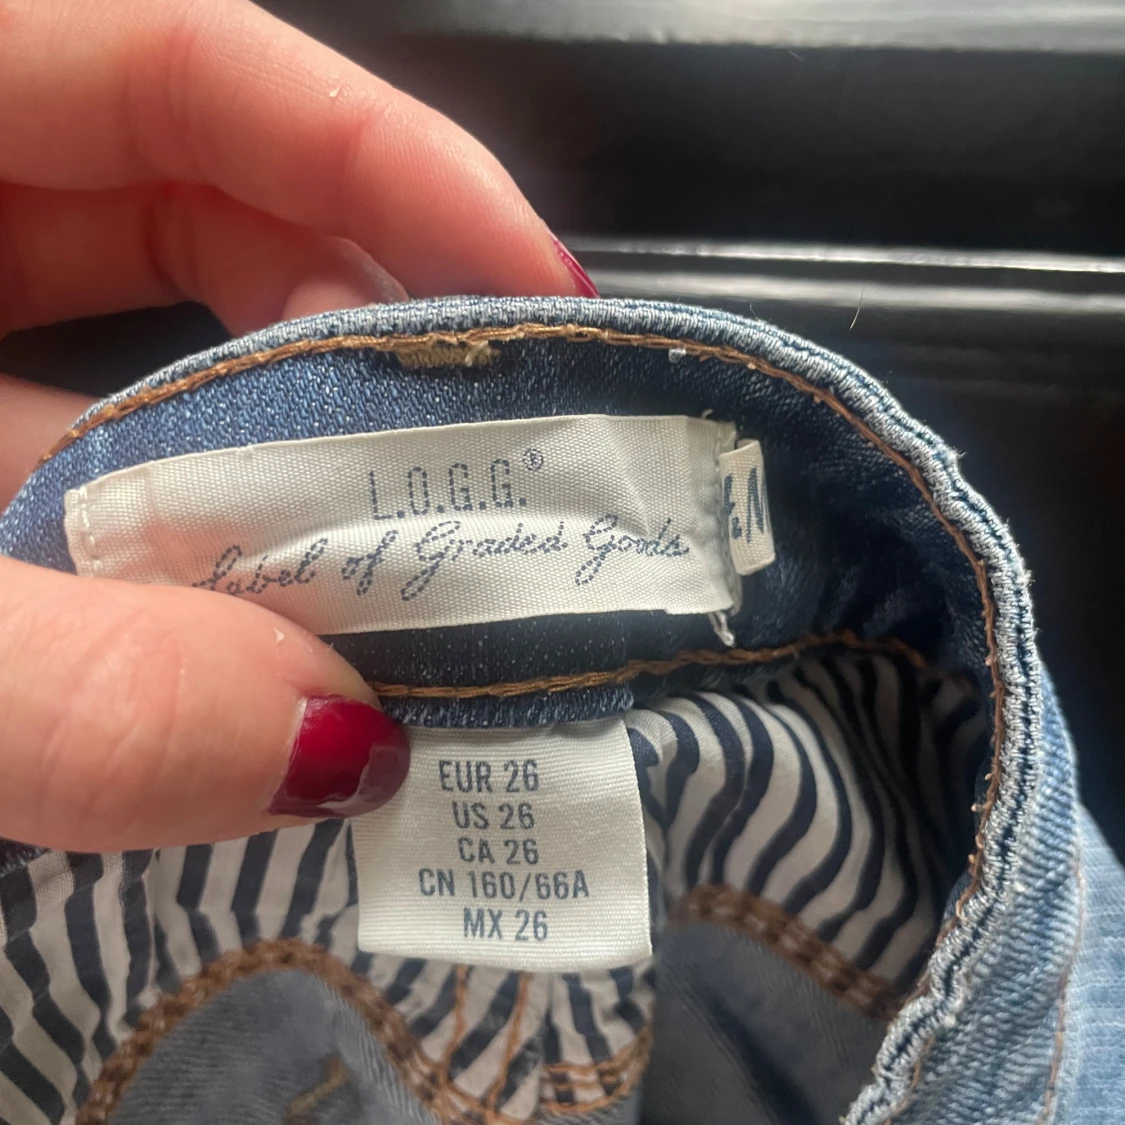 L.O.G.G.®
Label of Graded Goods
EUR 26
US 26
CA 26
CN 160/66A
MX 26